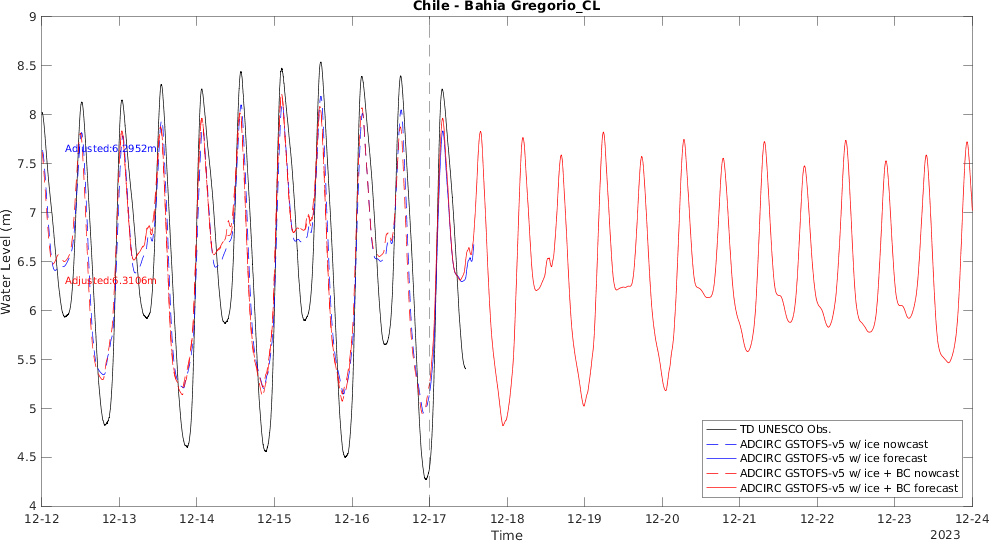 Chile - Bahia Gregorio_CL
9
8.5
8
7.5
7
6.5
6
5.5
5
4.5
4
Water Level (m)
Adjusted:6.2952m
Adjusted:6.3106m
TD UNESCO Obs.
ADCIRC GSTOFS-v5 w/ ice nowcast
ADCIRC GSTOFS-v5 w/ ice forecast
ADCIRC GSTOFS-v5 w/ ice + BC nowcast
ADCIRC GSTOFS-v5 w/ ice + BC forecast
12-12 12-13 12-14 12-15 12-16 12-17 12-18 12-19 12-20 12-21 12-22 12-23 12-24
Time
2023